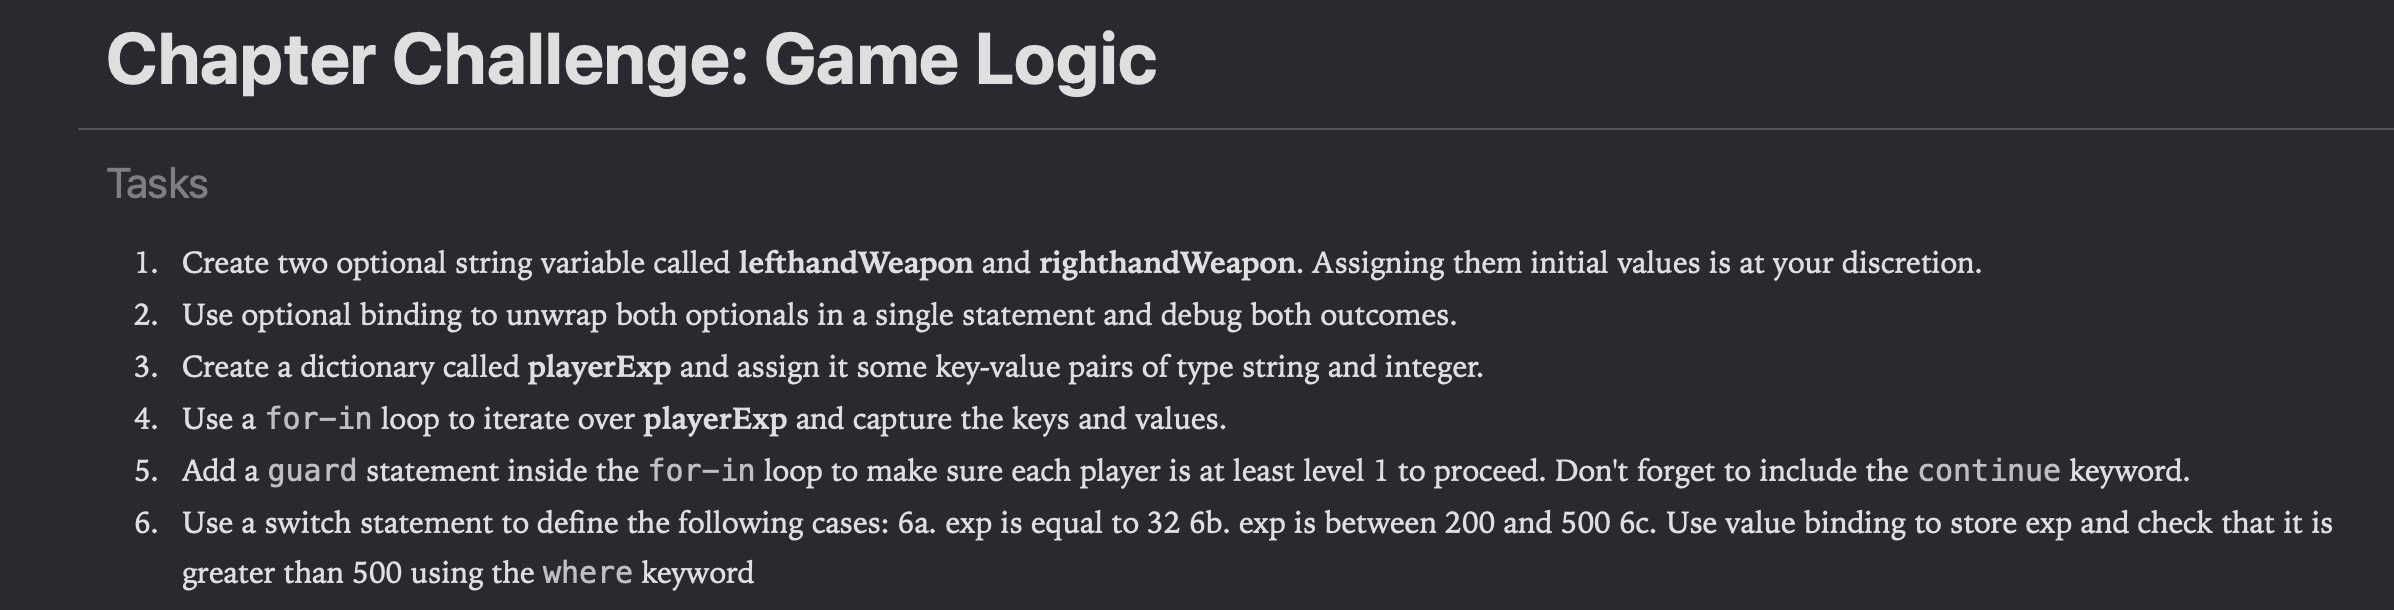 Chapter Challenge: Game Logic
Tasks
1. Create two optional string variable called lefthandWeapon and righthandWeapon. Assigning them initial values is at your discretion.
2. Use optional binding to unwrap both optionals in a single statement and debug both outcomes.
3. Create a dictionary called playerExp and assign it some key-value pairs of type string and integer.
4. Use a for-in loop to iterate over playerExp and capture the keys and values.
5. Add a guard statement inside the for-in loop to make sure each player is at least level 1 to proceed. Don't forget to include the continue keyword.
6. Use a switch statement to define the following cases: 6a. exp is equal to 32 6b. exp is between 200 and 500 6c. Use value binding to store exp and check that it is
greater than 500 using the where keyword